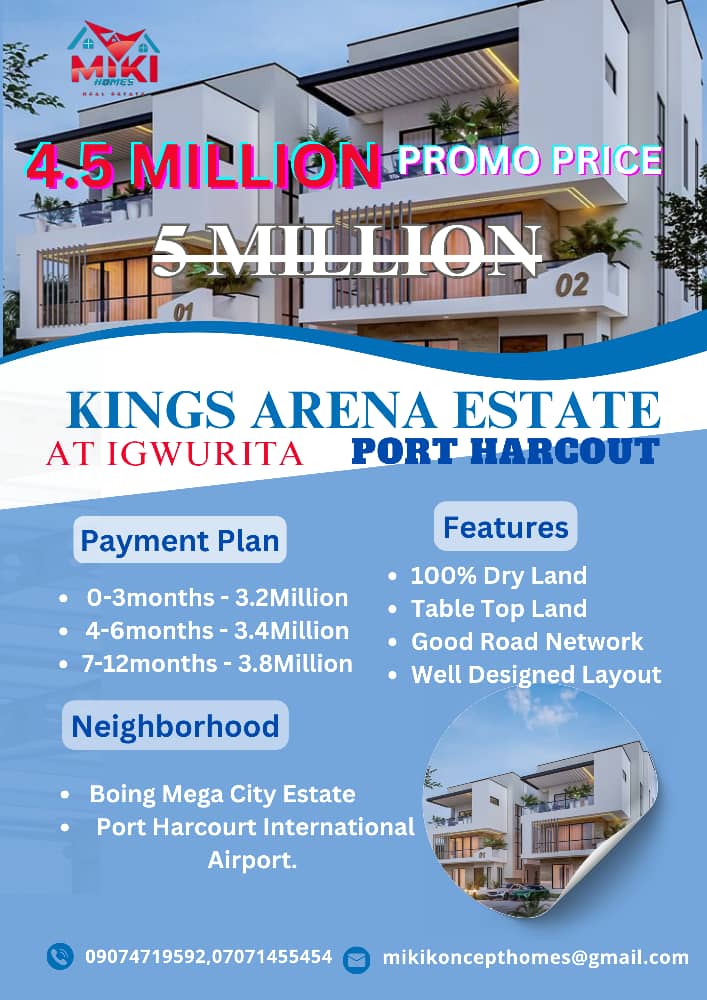 MIKI
HOMES
REAL ESTATE
4.5 MILLION PROMO PRICE
5 MILLION
01
02
KINGS ARENA ESTATE
AT IGWURITA PORT HARCOUT
Payment Plan
• 0-3months - 3.2Million
• 4-6months - 3.4Million
• 7-12months - 3.8Million
Features
• 100% Dry Land
• Table Top Land
• Good Road Network
• Well Designed Layout
Neighborhood
• Boing Mega City Estate
• Port Harcourt International
Airport.
01
09074719592,07071455454
mikikoncepthomes@gmail.com